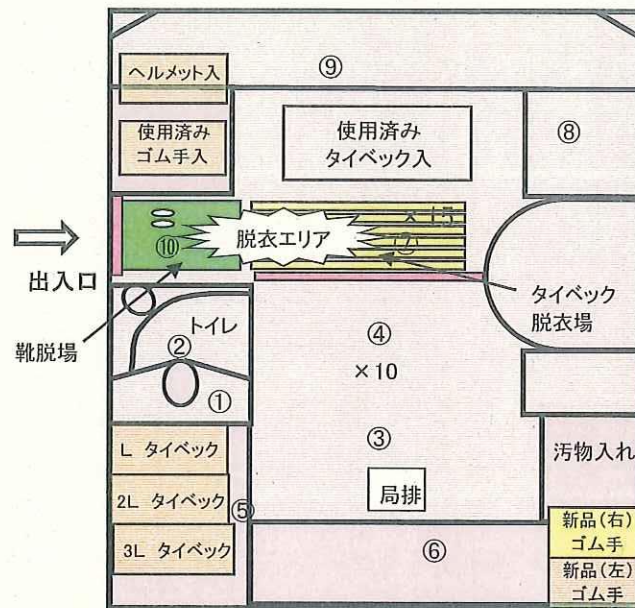 ⑨
ヘルメット入
使用済み
ゴム手入
使用済み
タイベック入
⑧
×15
⑦
脱衣エリア
⑩
出入口
靴脱場
タイベック
脱衣場
トイレ
②
①
④
×10
③
局排
L タイベック
2L タイベック
3L タイベック
⑤
⑥
汚物入れ
新品(右)
ゴム手
新品(左)
ゴム手